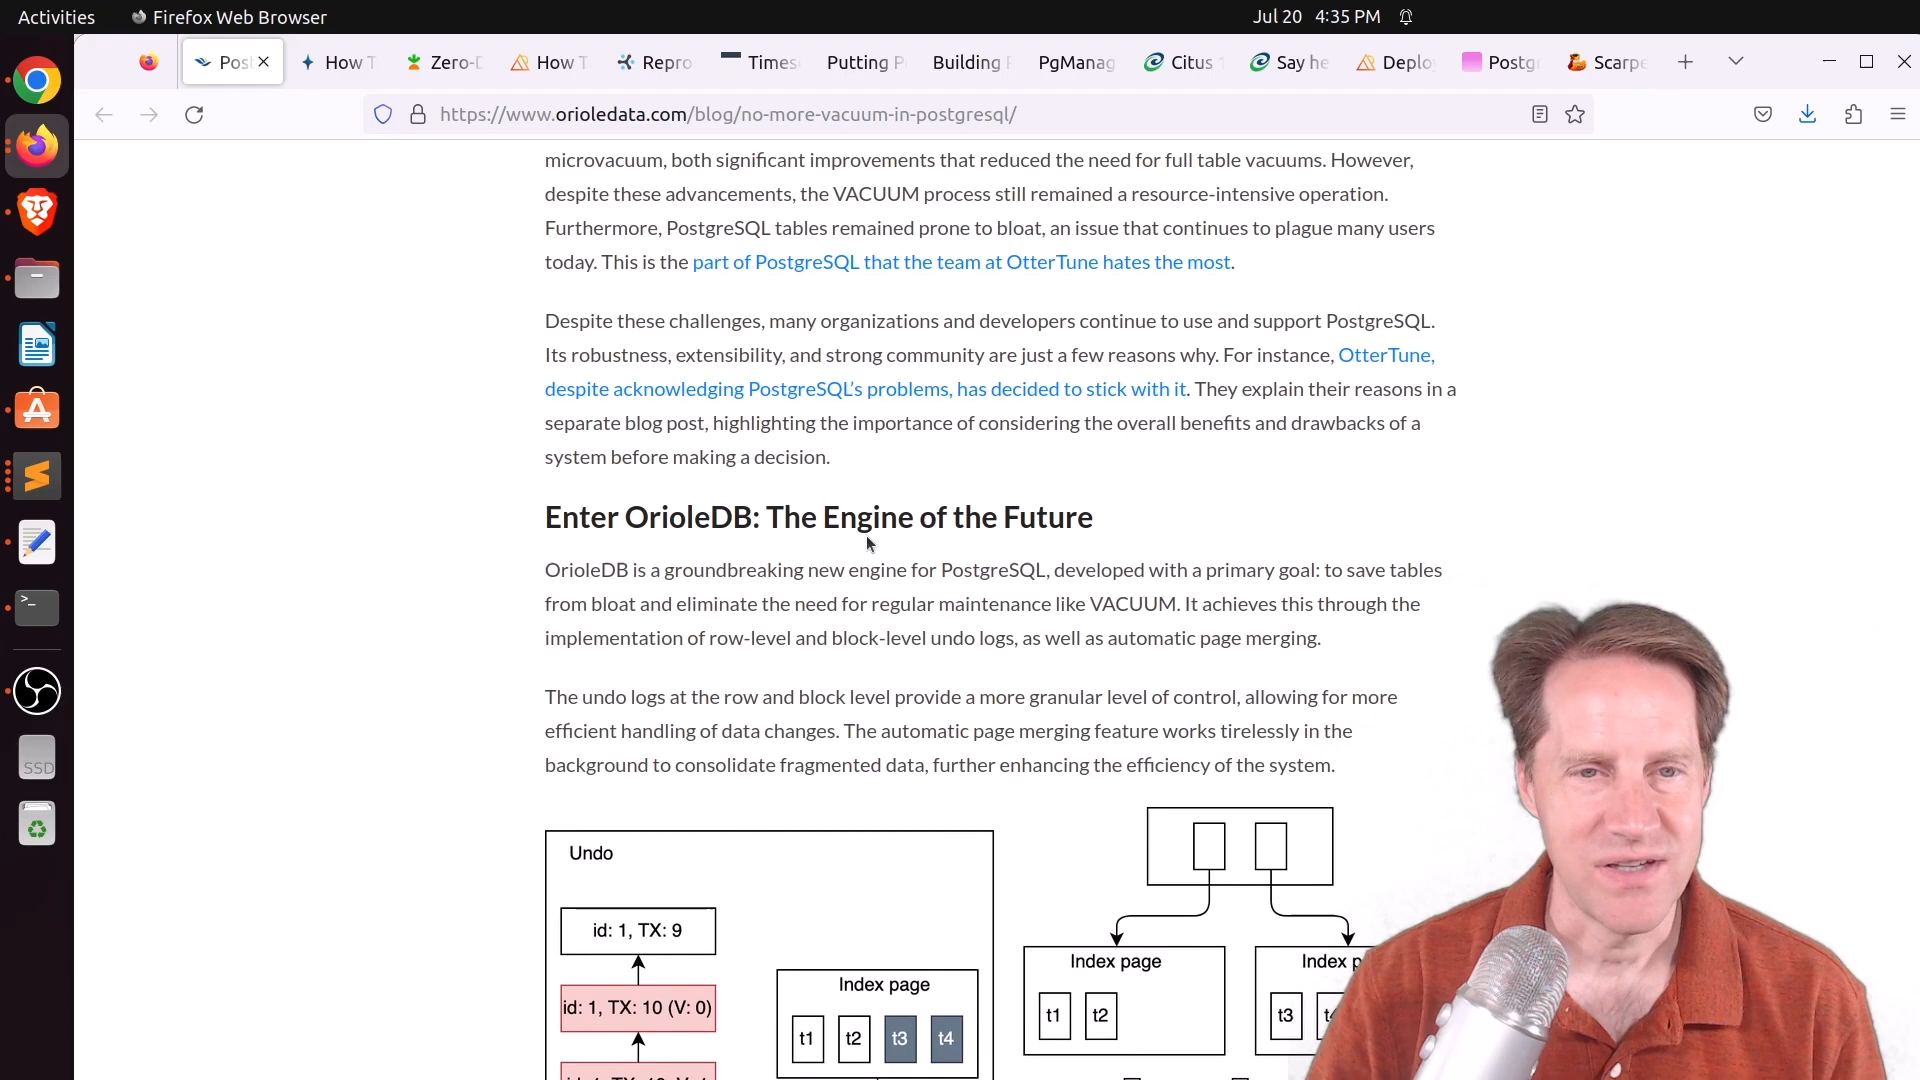 Activities
Firefox Web Browser
Jul 20 4:35 PM
Pos
How T
Zero-D
How T
Repro
Times
Putting P
Building
PgManag
Citus 1
Say he
Deplo
Postg
Scarpe
https://www.orioledata.com/blog/no-more-vacuum-in-postgresql/
microvacuum, both significant improvements that reduced the need for full table vacuums. However,
despite these advancements, the VACUUM process still remained a resource-intensive operation.
Furthermore, PostgreSQL tables remained prone to bloat, an issue that continues to plague many users
today. This is the part of PostgreSQL that the team at OtterTune hates the most.
Despite these challenges, many organizations and developers continue to use and support PostgreSQL.
Its robustness, extensibility, and strong community are just a few reasons why. For instance, OtterTune,
despite acknowledging PostgreSQL’s problems, has decided to stick with it. They explain their reasons in a
separate blog post, highlighting the importance of considering the overall benefits and drawbacks of a
system before making a decision.
Enter OrioleDB: The Engine of the Future
OrioleDB is a groundbreaking new engine for PostgreSQL, developed with a primary goal: to save tables
from bloat and eliminate the need for regular maintenance like VACUUM. It achieves this through the
implementation of row-level and block-level undo logs, as well as automatic page merging.
The undo logs at the row and block level provide a more granular level of control, allowing for more
efficient handling of data changes. The automatic page merging feature works tirelessly in the
background to consolidate fragmented data, further enhancing the efficiency of the system.
Undo
id: 1, TX: 9
id: 1, TX: 10 (V: 0)
Index page
t1 t2 t3 t4
Index page
t1 t2
Index p
t3
SSD